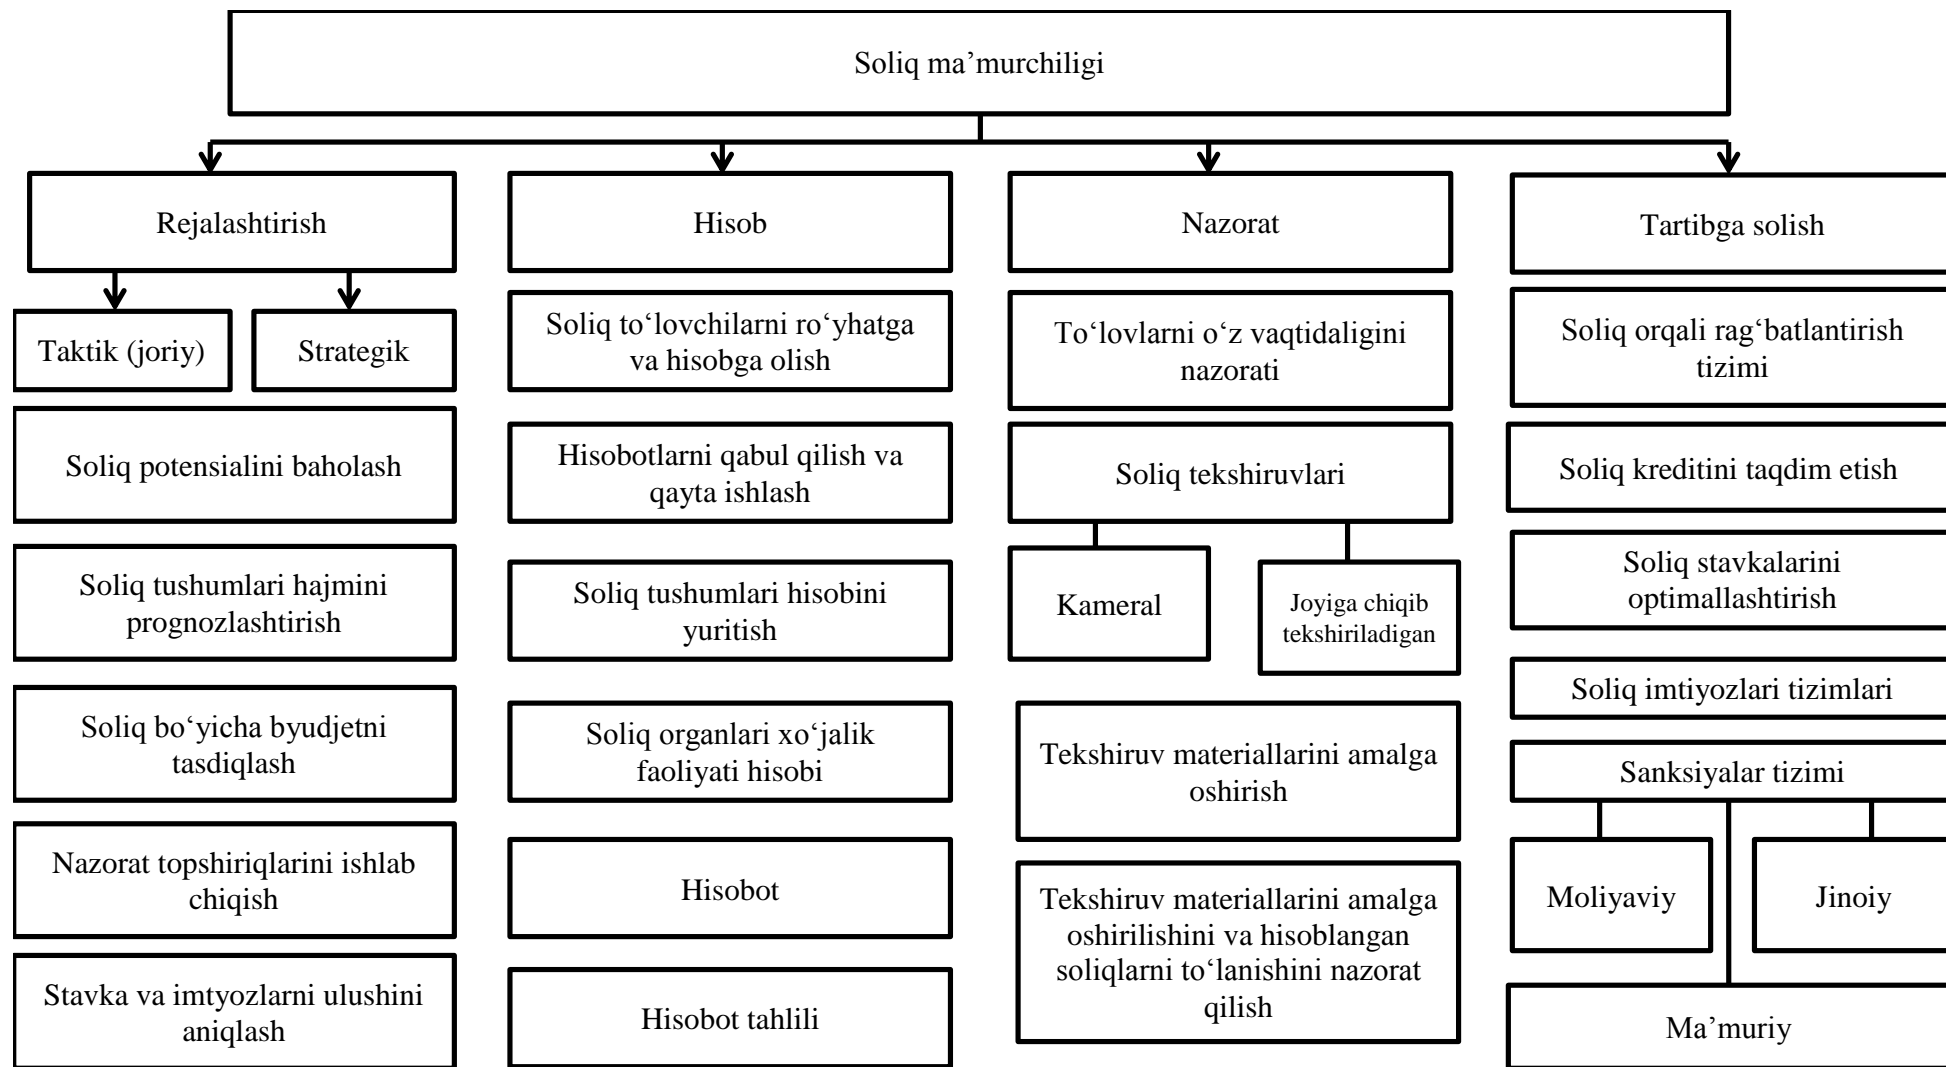 Soliq ma’murchiligi
Rejalashtirish
Taktik (joriy)
Strategik
Soliq potensialini baholash
Soliq tushumlari hajmini
prognozlashtirish
Soliq bo‘yicha byudjetni
tasdiqlash
Nazorat topshiriqlarini ishlab
chiqish
Stavka va imtyozlarni ulushini
aniqlash
Hisob
Soliq to‘lovchilarni ro‘yhatga
va hisobga olish
Hisobotlarni qabul qilish va
qayta ishlash
Soliq tushumlari hisobini
yuritish
Soliq organlari xo‘jalik
faoliyati hisobi
Hisobot
Hisobot tahlili
Nazorat
To‘lovlarni o‘z vaqtidaligini
nazorati
Soliq tekshiruvlari
Kameral
Joyiga chiqib
tekshiriladigan
Tekshiruv materiallarini amalga
oshirish
Tekshiruv materiallarini amalga
oshirilishini va hisoblangan
soliqlarni to‘lanishini nazorat
qilish
Tartibga solish
Soliq orqali rag‘batlantirish
tizimi
Soliq kreditini taqdim etish
Soliq stavkalarini
optimallashtirish
Soliq imtiyozlari tizimlari
Sanksiyalar tizimi
Moliyaviy
Jinoiy
Ma’muriy